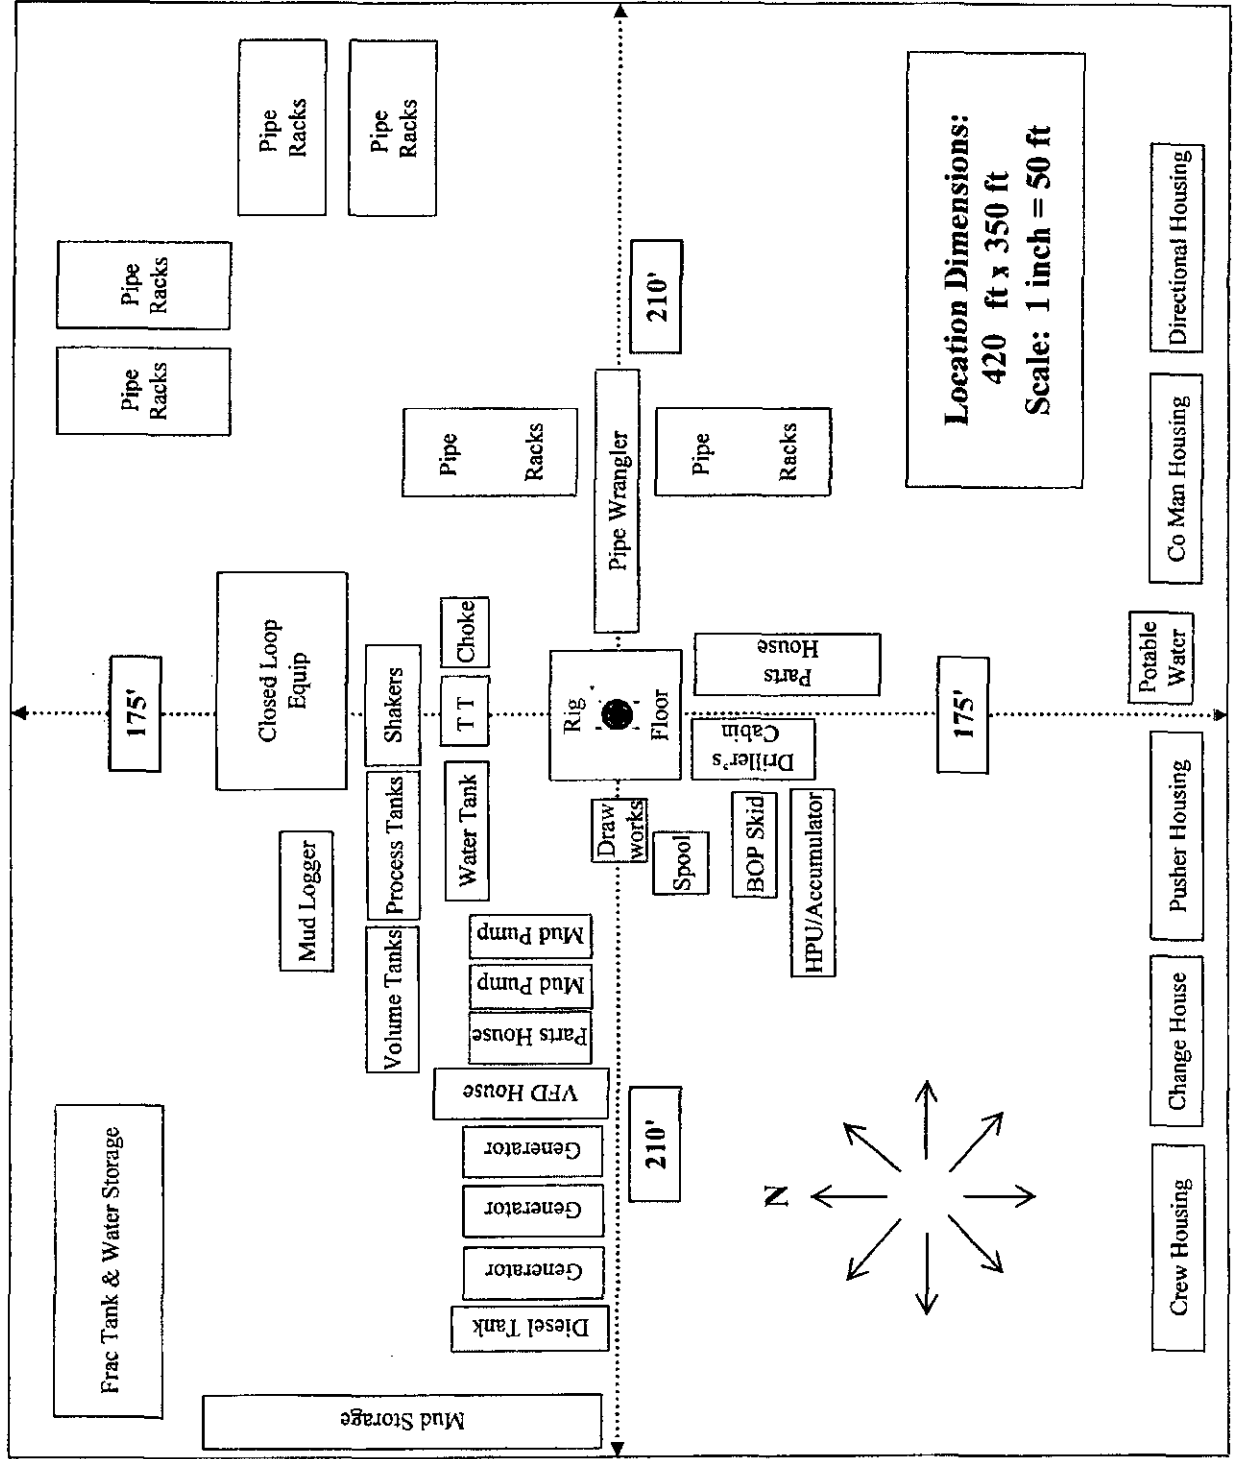 Frac Tank & Water Storage
Mud Storage
Diesel Tank
Generator
Generator
Generator
VFD House
Parts House
Mud Pump
Mud Pump
Volume Tanks
Process Tanks
Shakers
Mud Logger
Closed Loop
Equip
175'
Water Tank
T T
Choke
Pipe
Racks
Pipe
Racks
Pipe
Racks
Pipe
Racks
Pipe
Racks
Pipe
Racks
Pipe Wrangler
210'
210'
Rig
Floor
Draw
works
Spool
BOP Skid
HPU/Accumulator
Driller's
Cabin
Parts
House
175'
N
Location Dimensions:
420 ft x 350 ft
Scale: 1 inch = 50 ft
Crew Housing
Change House
Pusher Housing
Potable
Water
Co Man Housing
Directional Housing